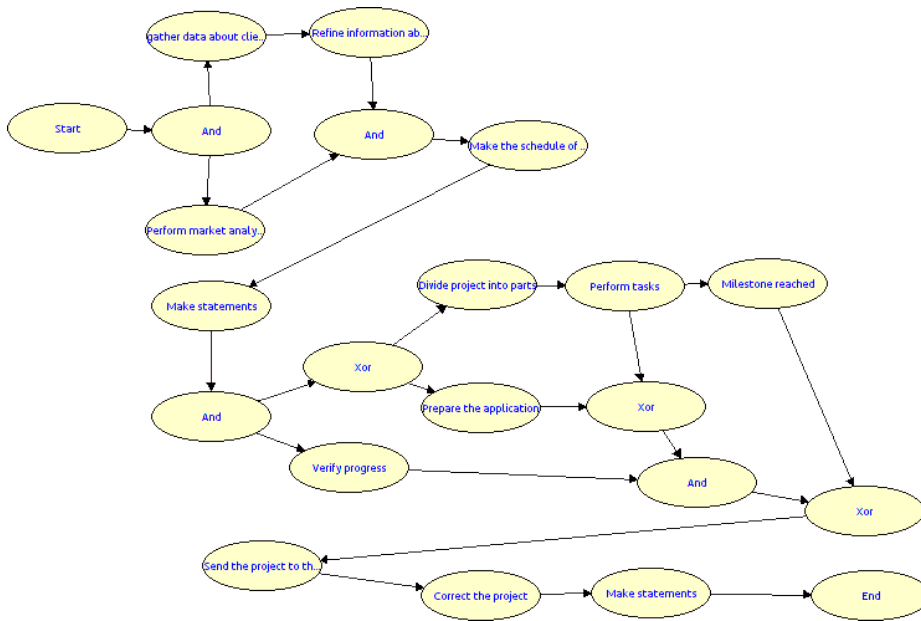 gather data about clie..
Refine information ab..
Start
And
And
Make the schedule of ..
Perform market analy..
Make statements
Divide project into parts
Perform tasks
Milestone reached
Xor
Prepare the application
Xor
And
Verify progress
And
Xor
Send the project to th..
Correct the project
Make statements
End